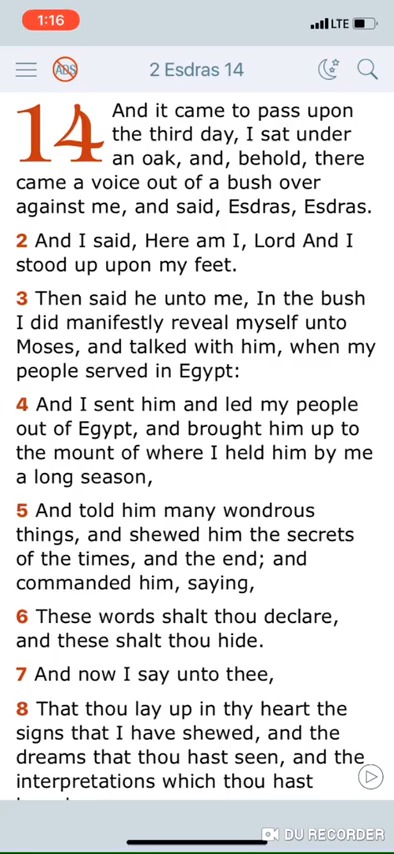 1:16
LTE
ADS
2 Esdras 14
14 And it came to pass upon
the third day, I sat under
an oak, and, behold, there
came a voice out of a bush over
against me, and said, Esdras, Esdras.
2 And I said, Here am I, Lord And I
stood up upon my feet.
3 Then said he unto me, In the bush
I did manifestly reveal myself unto
Moses, and talked with him, when my
people served in Egypt:
4 And I sent him and led my people
out of Egypt, and brought him up to
the mount of where I held him by me
a long season,
5 And told him many wondrous
things, and shewed him the secrets
of the times, and the end; and
commanded him, saying,
6 These words shalt thou declare,
and these shalt thou hide.
7 And now I say unto thee,
8 That thou lay up in thy heart the
signs that I have shewed, and the
dreams that thou hast seen, and the
interpretations which thou hast
DU RECORDER